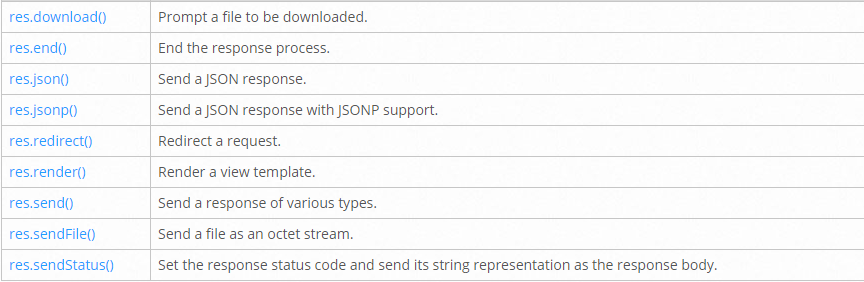 res.download() Prompt a file to be downloaded.
res.end() End the response process.
res.json() Send a JSON response.
res.jsonp() Send a JSON response with JSONP support.
res.redirect() Redirect a request.
res.render() Render a view template.
res.send() Send a response of various types.
res.sendFile() Send a file as an octet stream.
res.sendStatus() Set the response status code and send its string representation as the response body.